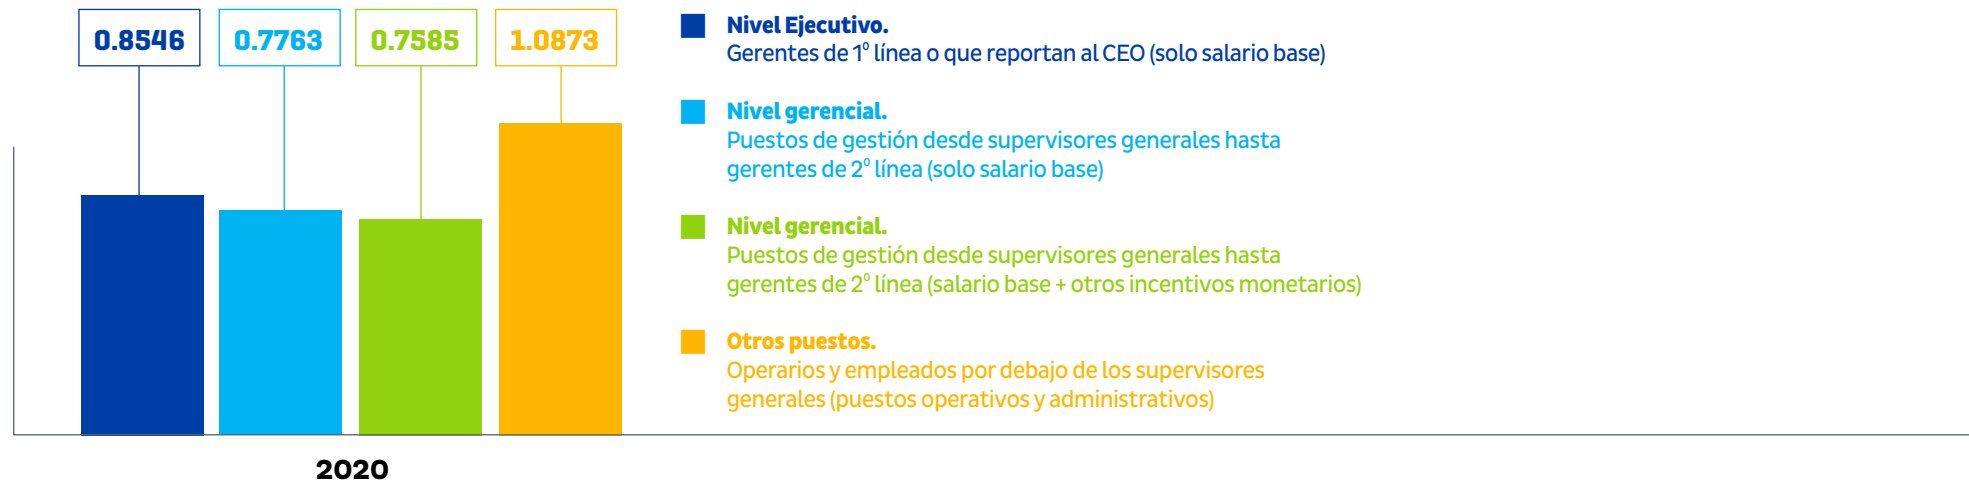 0.8546 0.7763 0.7585 1.0873
Nivel Ejecutivo.
Gerentes de 1º línea o que reportan al CEO (solo salario base)
Nivel gerencial.
Puestos de gestión desde supervisores generales hasta
gerentes de 2º línea (solo salario base)
Nivel gerencial.
Puestos de gestión desde supervisores generales hasta
gerentes de 2º línea (salario base + otros incentivos monetarios)
Otros puestos.
Operarios y empleados por debajo de los supervisores
generales (puestos operativos y administrativos)
2020